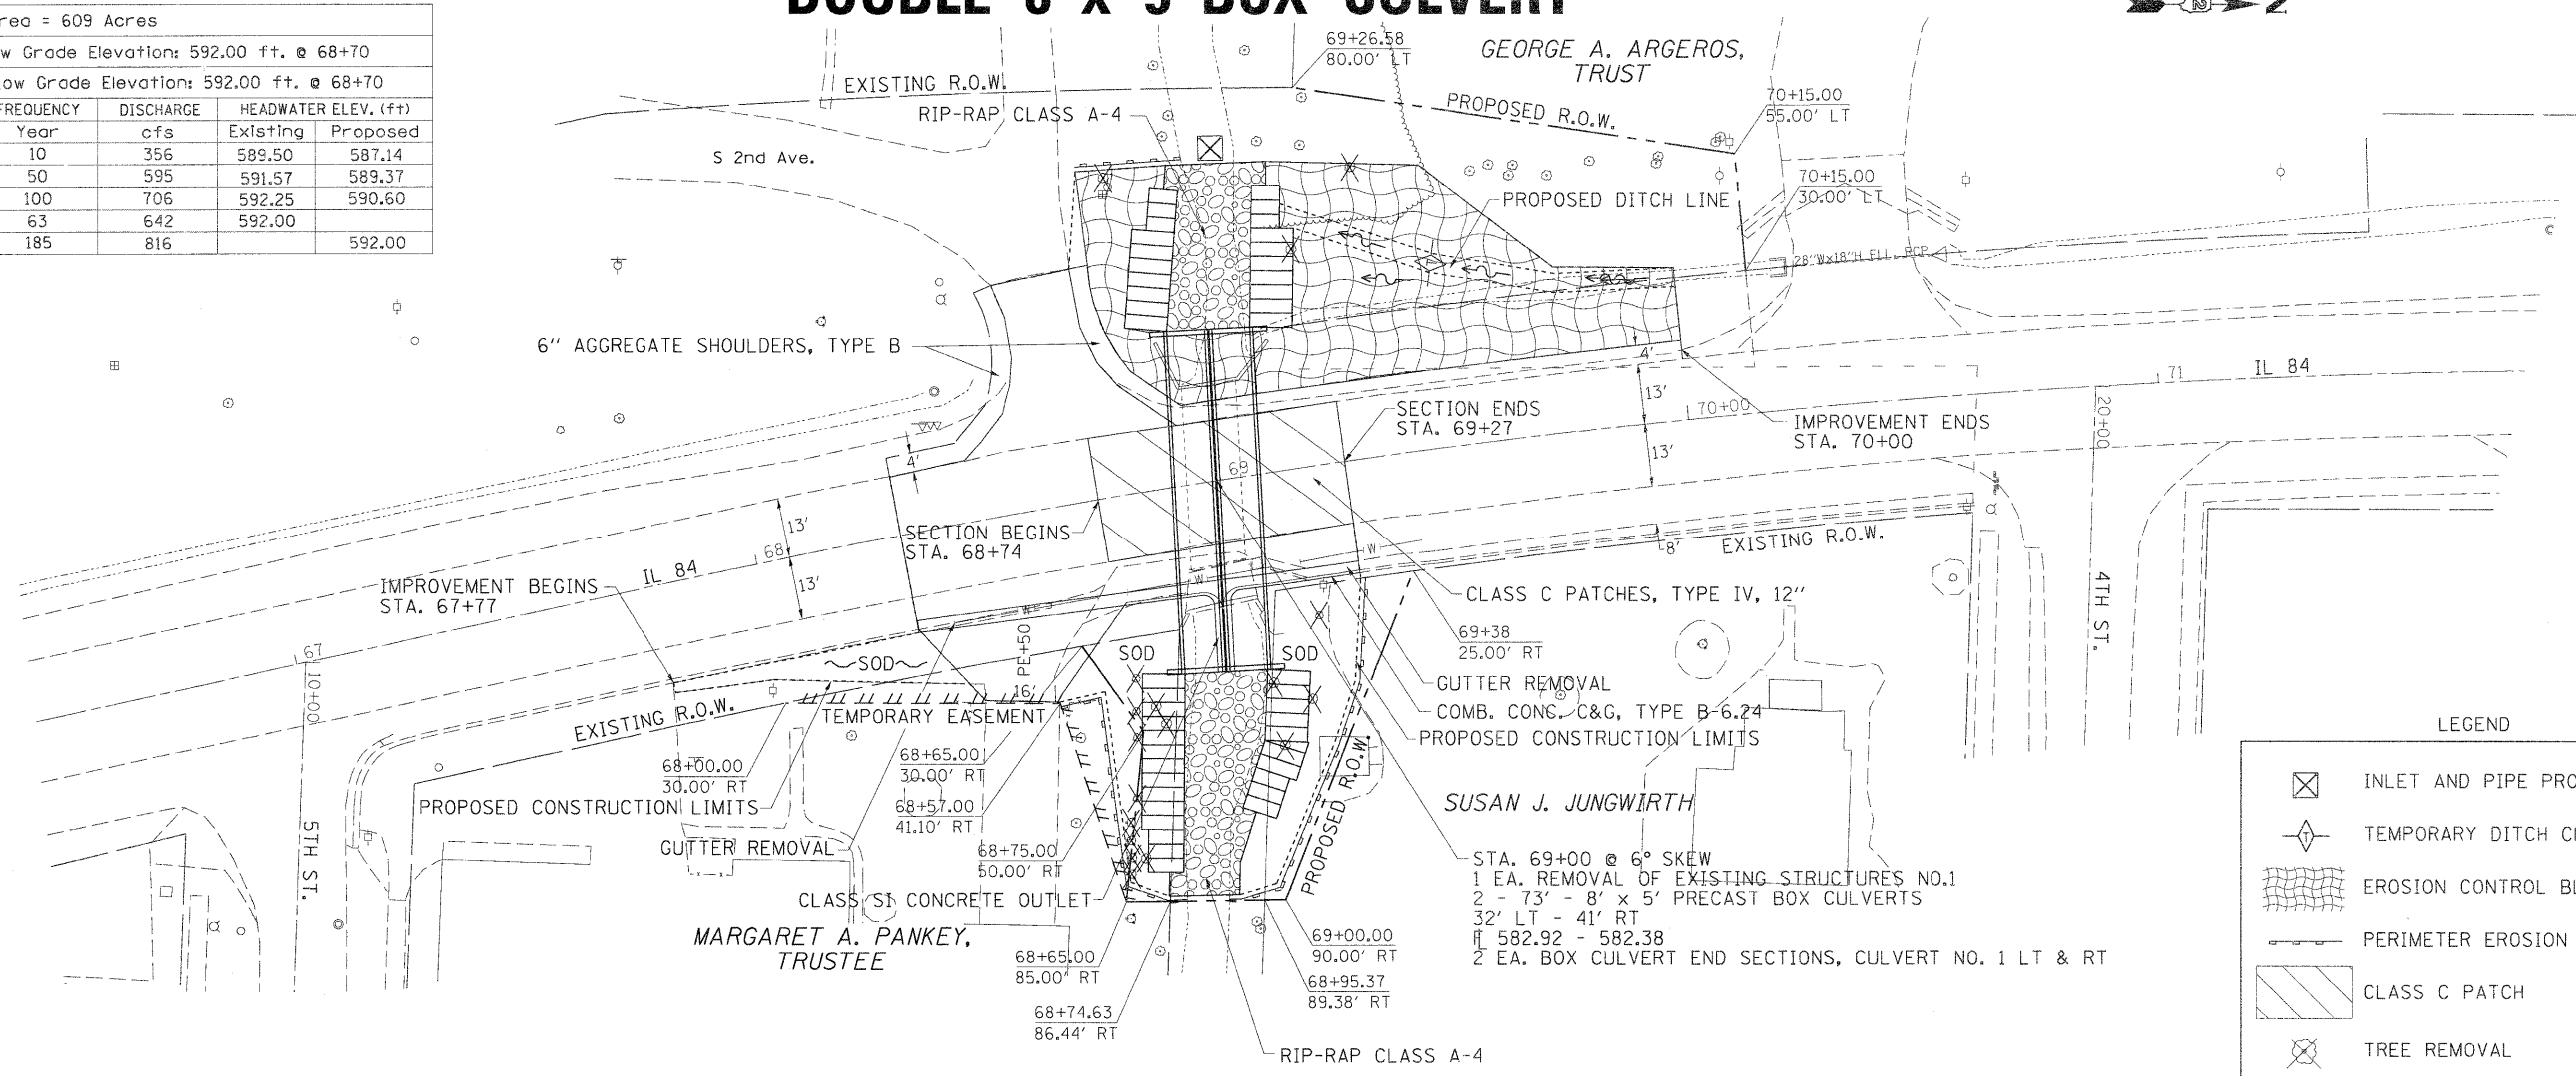 DOUBLE 8' X 5' BOX CULVERT
Area = 609 Acres
Grade Elevation: 592.00 ft. @ 68+70
Low Grade Elevation: 592.00 ft. @ 68+70
FREQUENCY DISCHARGE HEADWATER ELEV. (ft)
Year cfs Existing Proposed
10 356 589.50 587.14
50 595 591.57 589.37
100 706 592.25 590.60
63 642 592.00
185 816 592.00
69+26.58
80.00' LT
GEORGE A. ARGEROS,
TRUST
EXISTING R.O.W.
RIP-RAP CLASS A-4
PROPOSED R.O.W.
70+15.00
55.00' LT
S 2nd Ave.
70+15.00
30.00' LT
PROPOSED DITCH LINE
28"Wx18"H ELL. RCP
6" AGGREGATE SHOULDERS, TYPE B
4'
71
IL 84
13'
70+00
SECTION ENDS
STA. 69+27
IMPROVEMENT ENDS
STA. 70+00
20+00
13'
4'
69
SECTION BEGINS
STA. 68+74
13'
68
13'
IL 84
8'
EXISTING R.O.W.
W
W
W
IMPROVEMENT BEGINS
STA. 67+77
CLASS C PATCHES, TYPE IV, 12"
4TH ST.
67
10+00
PE+50
16'
69+38
25.00' RT
SOD
SOD
SOD
GUTTER REMOVAL
COMB. CONC. C&G, TYPE B-6.24
PROPOSED CONSTRUCTION LIMITS
EXISTING R.O.W.
TEMPORARY EASEMENT
68+00.00
30.00' RT
68+65.00
30.00' RT
PROPOSED CONSTRUCTION LIMITS
68+57.00
41.10' RT
PROPOSED R.O.W.
SUSAN J. JUNGWIRTH
5TH ST.
GUTTER REMOVAL
68+75.00
50.00' RT
CLASS SI CONCRETE OUTLET
STA. 69+00 @ 6° SKEW
1 EA. REMOVAL OF EXISTING STRUCTURES NO.1
2 - 73' - 8' x 5' PRECAST BOX CULVERTS
32' LT - 41' RT
FL 582.92 - 582.38
2 EA. BOX CULVERT END SECTIONS, CULVERT NO. 1 LT & RT
MARGARET A. PANKEY,
TRUSTEE
68+65.00
85.00' RT
69+00.00
90.00' RT
68+95.37
89.38' RT
68+74.63
86.44' RT
RIP-RAP CLASS A-4
LEGEND
INLET AND PIPE
T TEMPORARY DITCH
EROSION CONTROL
PERIMETER EROSION
CLASS C PATCH
TREE REMOVAL